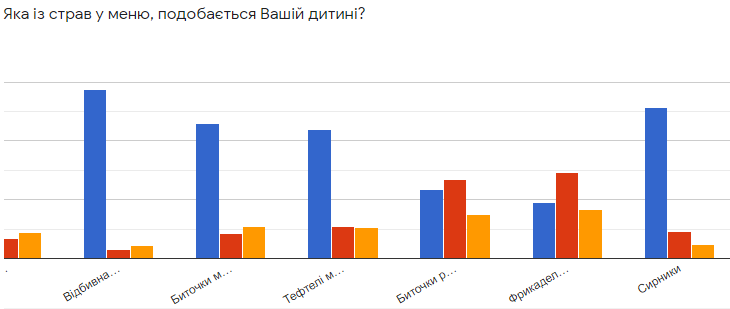 Яка із страв у меню, подобається Вашій дитині?
.
Відбивна…
Биточки м…
Тефтелі м…
Биточки р…
Фрикадел…
Сирники